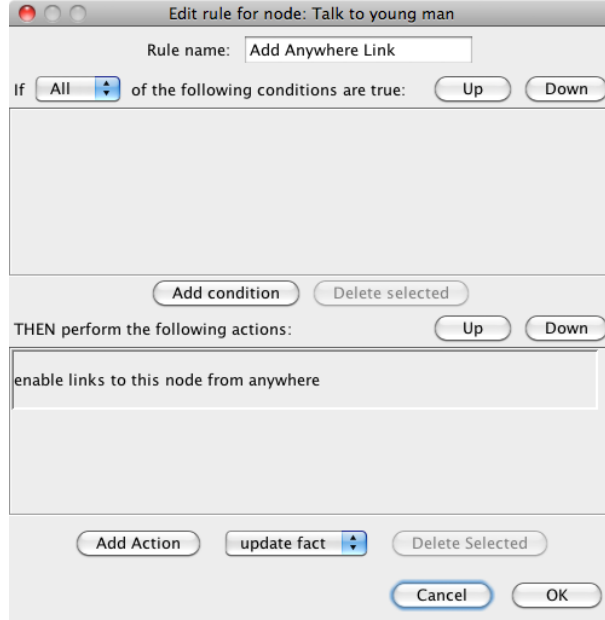 Edit rule for node: Talk to young man
Rule name: Add Anywhere Link
If All of the following conditions are true: Up Down
Add condition Delete selected
THEN perform the following actions: Up Down
enable links to this node from anywhere
Add Action update fact Delete Selected
Cancel OK